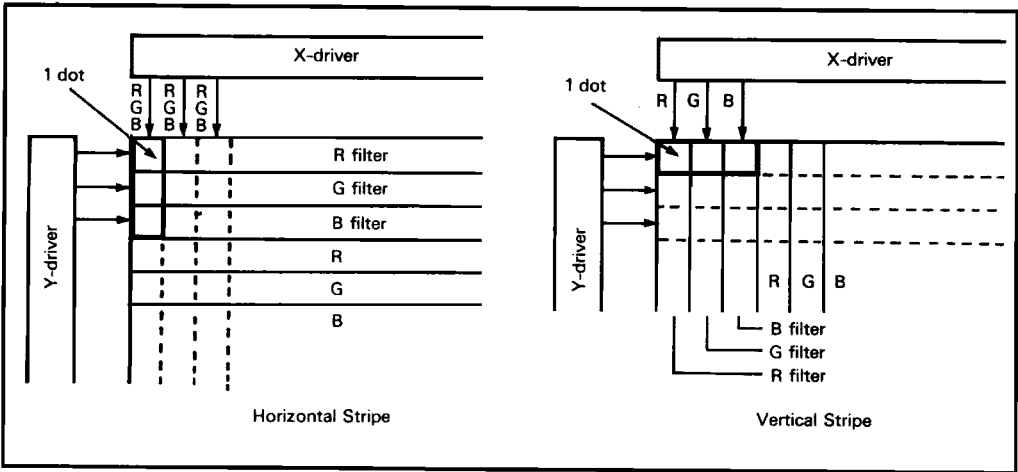 X-driver
1 dot
R G B
R G B
R G B
Y-driver
R filter
G filter
B filter
R
G
B
Horizontal Stripe
X-driver
1 dot
R G B
Y-driver
R G B
B filter
G filter
R filter
Vertical Stripe